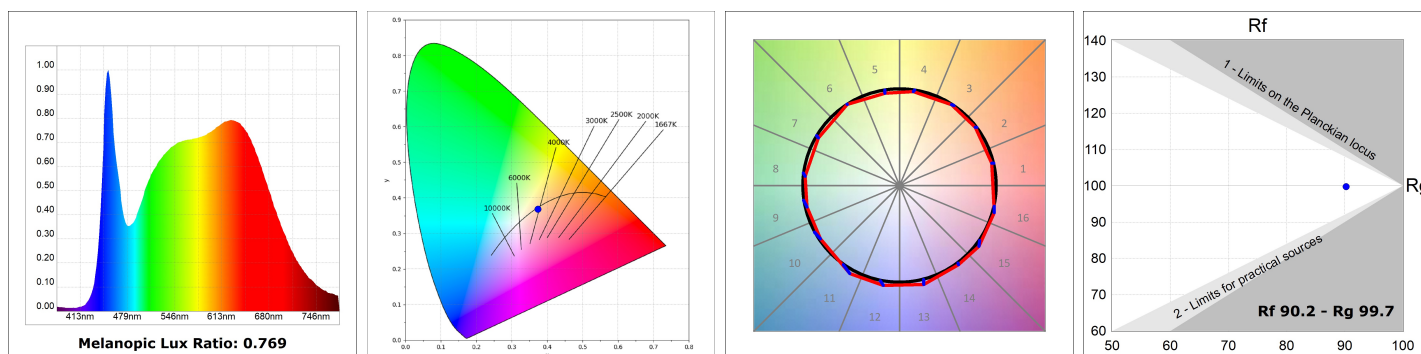 1.00
0.90
0.80
0.70
0.60
0.50
0.40
0.30
0.20
0.10
0.00
413nm 479nm 546nm 613nm 680nm 746nm
Melanopic Lux Ratio: 0.769
0.9
0.8
0.7
0.6
0.5
0.4
0.3
0.2
0.1
0.0
y
0.0 0.1 0.2 0.3 0.4 0.5 0.6 0.7 0.8
10000K
6000K
4000K
3000K
2500K
2000K
1667K
5 4
6 3
7 2
1
9 16
10 15
11 14
12 13
Rf
140
130
120
110
100
90
80
70
60
1 - Limits on the Planckian locus
Rg
2 - Limits for practical sources
Rf 90.2 - Rg 99.7
50 60 70 80 90 100